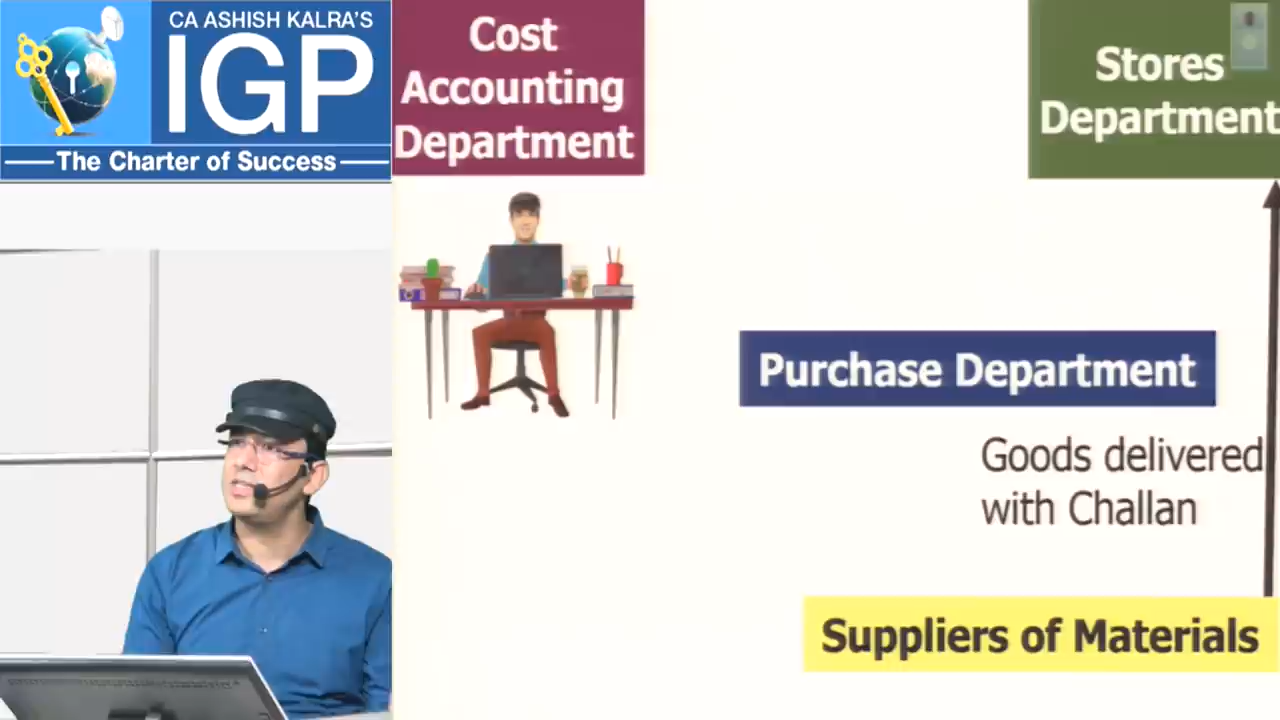 CA ASHISH KALRA'S
IGP
The Charter of Success
Cost
Accounting
Department
Stores
Department
Purchase Department
Goods delivered
with Challan
Suppliers of Materials